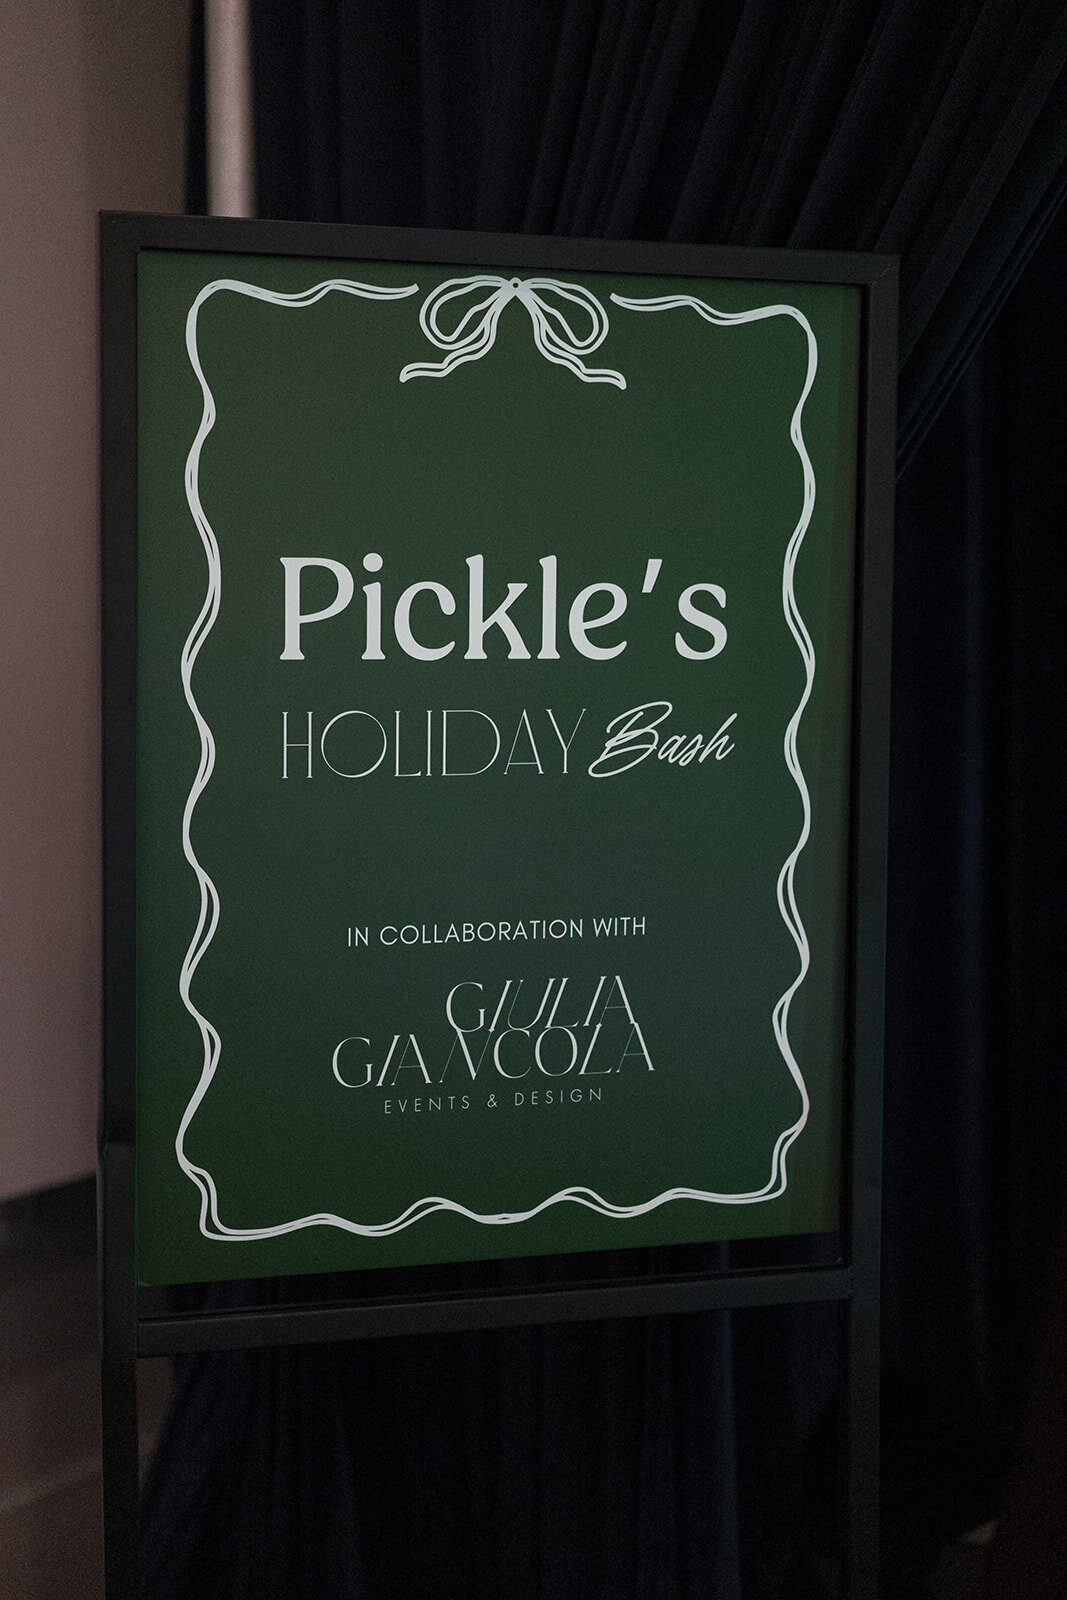 Pickle's
HOLIDAY Bash
IN COLLABORATION WITH
GIULIA
GIANCOLA
EVENTS & DESIGN